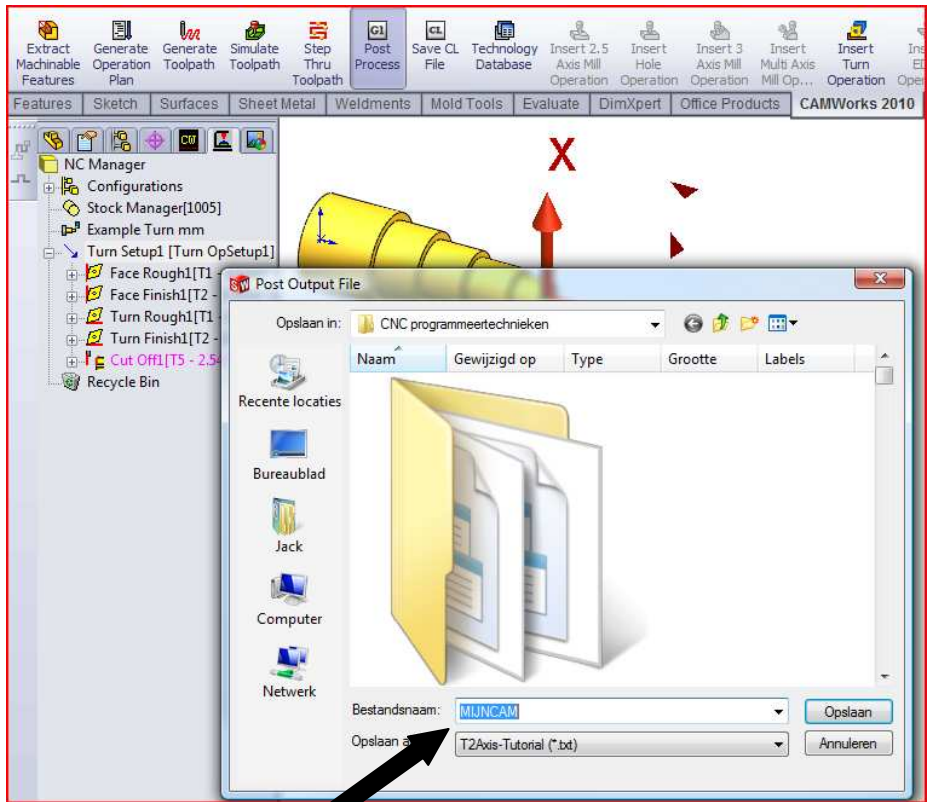 Extract Machinable Features
Generate Operation Plan
Generate Toolpath
Simulate Toolpath
Step Thru Toolpath
G1 Post Process
CL Save CL File
Technology Database
Insert 2.5 Axis Mill Operation
Insert Hole Operation
Insert 3 Axis Mill Operation
Insert Multi Axis Mill Op...
Insert Turn Operation
Features Sketch Surfaces Sheet Metal Weldments Mold Tools Evaluate DimXpert Office Products CAMWorks 2010
CW
X
NC Manager
Configurations
Stock Manager[1005]
Example Turn mm
Turn Setup1 [Turn OpSetup1]
Face Rough1[T1 -
Face Finish1[T2 -
Turn Rough1[T1
Turn Finish1[T2 -
Cut Off1[T5 - 2.54
Recycle Bin
Post Output File
Opslaan in: CNC programmeertechnieken
Naam Gewijzigd op Type Grootte Labels
Recente locaties
Bureaublad
Jack
Computer
Netwerk
Bestandsnaam: MIJNCAM Opslaan
Opslaan a T2Axis-Tutorial (*.txt) Annuleren